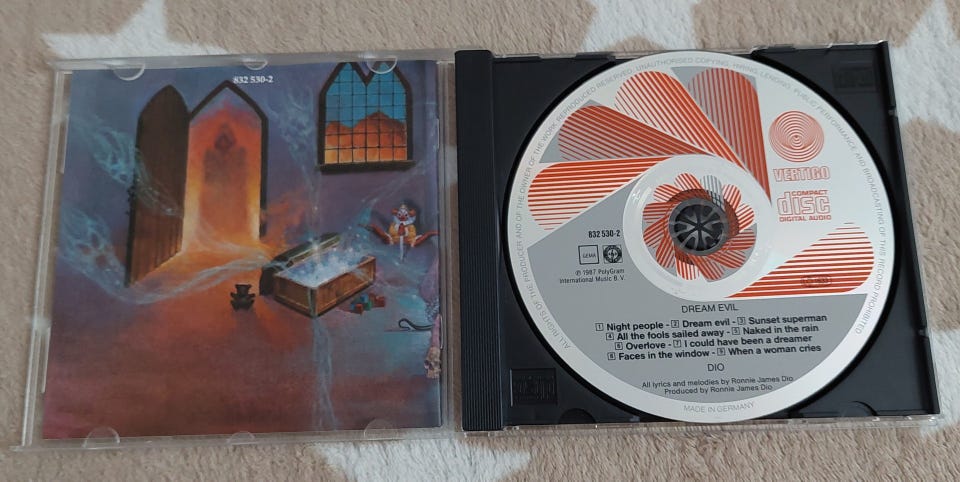 832 530-2
ALL RIGHTS OF THE PRODUCER AND OF THE OWNER OF THE WORK REPRODUCED RESERVED. UNAUTHORISED COPYING, HIRING, LENDING, PUBLIC PERFORMANCE AND BROADCASTING OF THIS RECORD PROHIBITED
VERTIGO
COMPACT
disc
DIGITAL AUDIO
832 530-2
GEMA
℗ 1987 PolyGram
International Music B.V.
DREAM EVIL
1 Night people - 2 Dream evil - 3 Sunset superman
4 All the fools sailed away - 5 Naked in the rain
6 Overlove - 7 I could have been a dreamer
8 Faces in the window - 9 When a woman cries
DIO
All lyrics and melodies by Ronnie James Dio
Produced by Ronnie James Dio
MADE IN GERMANY